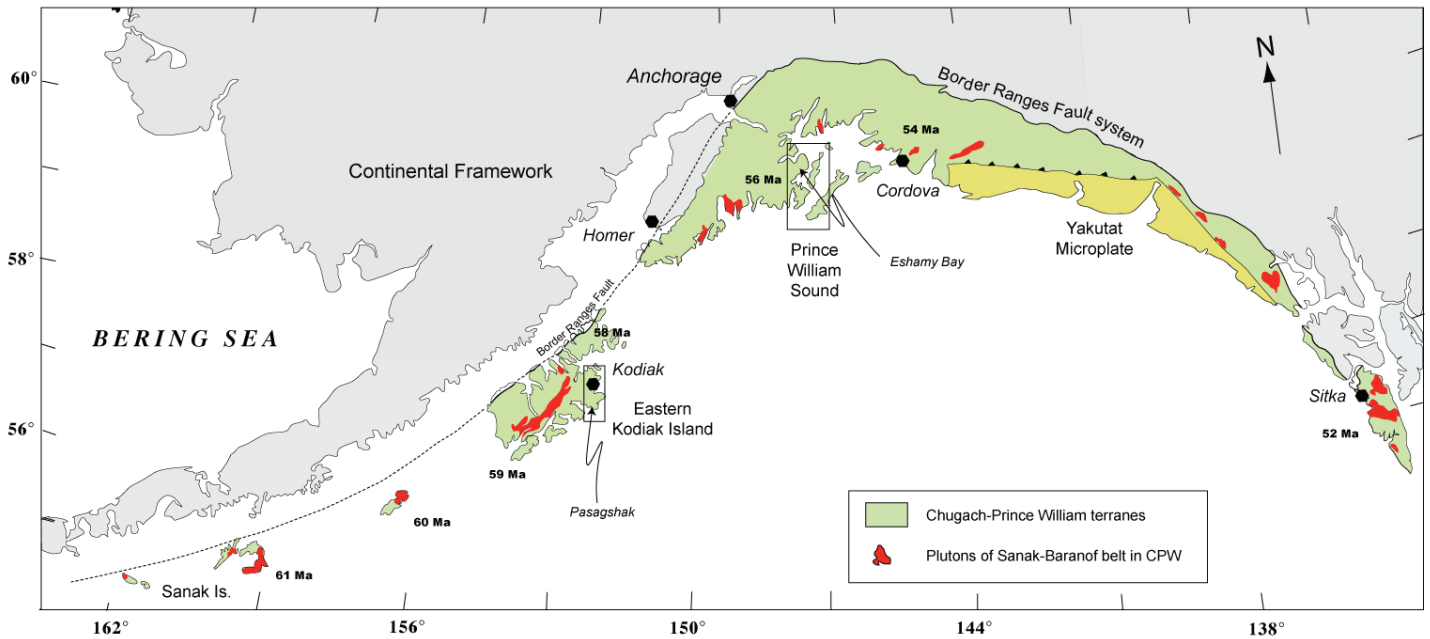 60°
58°
56°
Anchorage
Border Ranges Fault system
N
54 Ma
Continental Framework
56 Ma
Cordova
Homer
Yakutat
Microplate
Prince
William
Sound
Eshamy Bay
BERING SEA
Border Ranges Fault
58 Ma
Kodiak
Eastern
Kodiak Island
Sitka
52 Ma
59 Ma
Pasagshak
60 Ma
61 Ma
Sanak Is.
Chugach-Prince William terranes
Plutons of Sanak-Baranof belt in CPW
162°
156°
150°
144°
138°